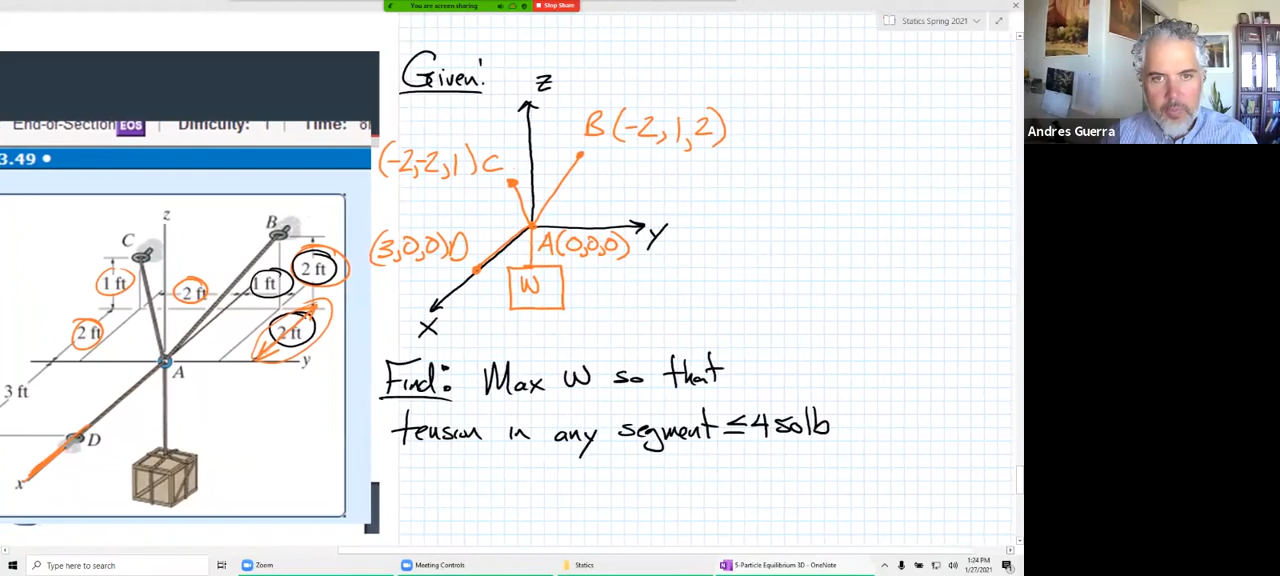 You are screen sharing
Stop Share
Statics Spring 2021
End-of-Section EOS
Difficulty: 1
Time:
3.49
Given:
z
B (-2, 1, 2)
(-2,-2, 1) C
y
(3,0,0) D
A(0,0,0)
W
x
z
C
B
1 ft
2 ft
1 ft
2 ft
2 ft
2 ft
y
A
3 ft
D
x
Find: Max W so that
tension in any segment ≤ 450lb
Andres Guerra
Type here to search
Zoom
Meeting Controls
Statics
5-Particle Equilibrium 3D - OneNote
1:24 PM
1/27/2021